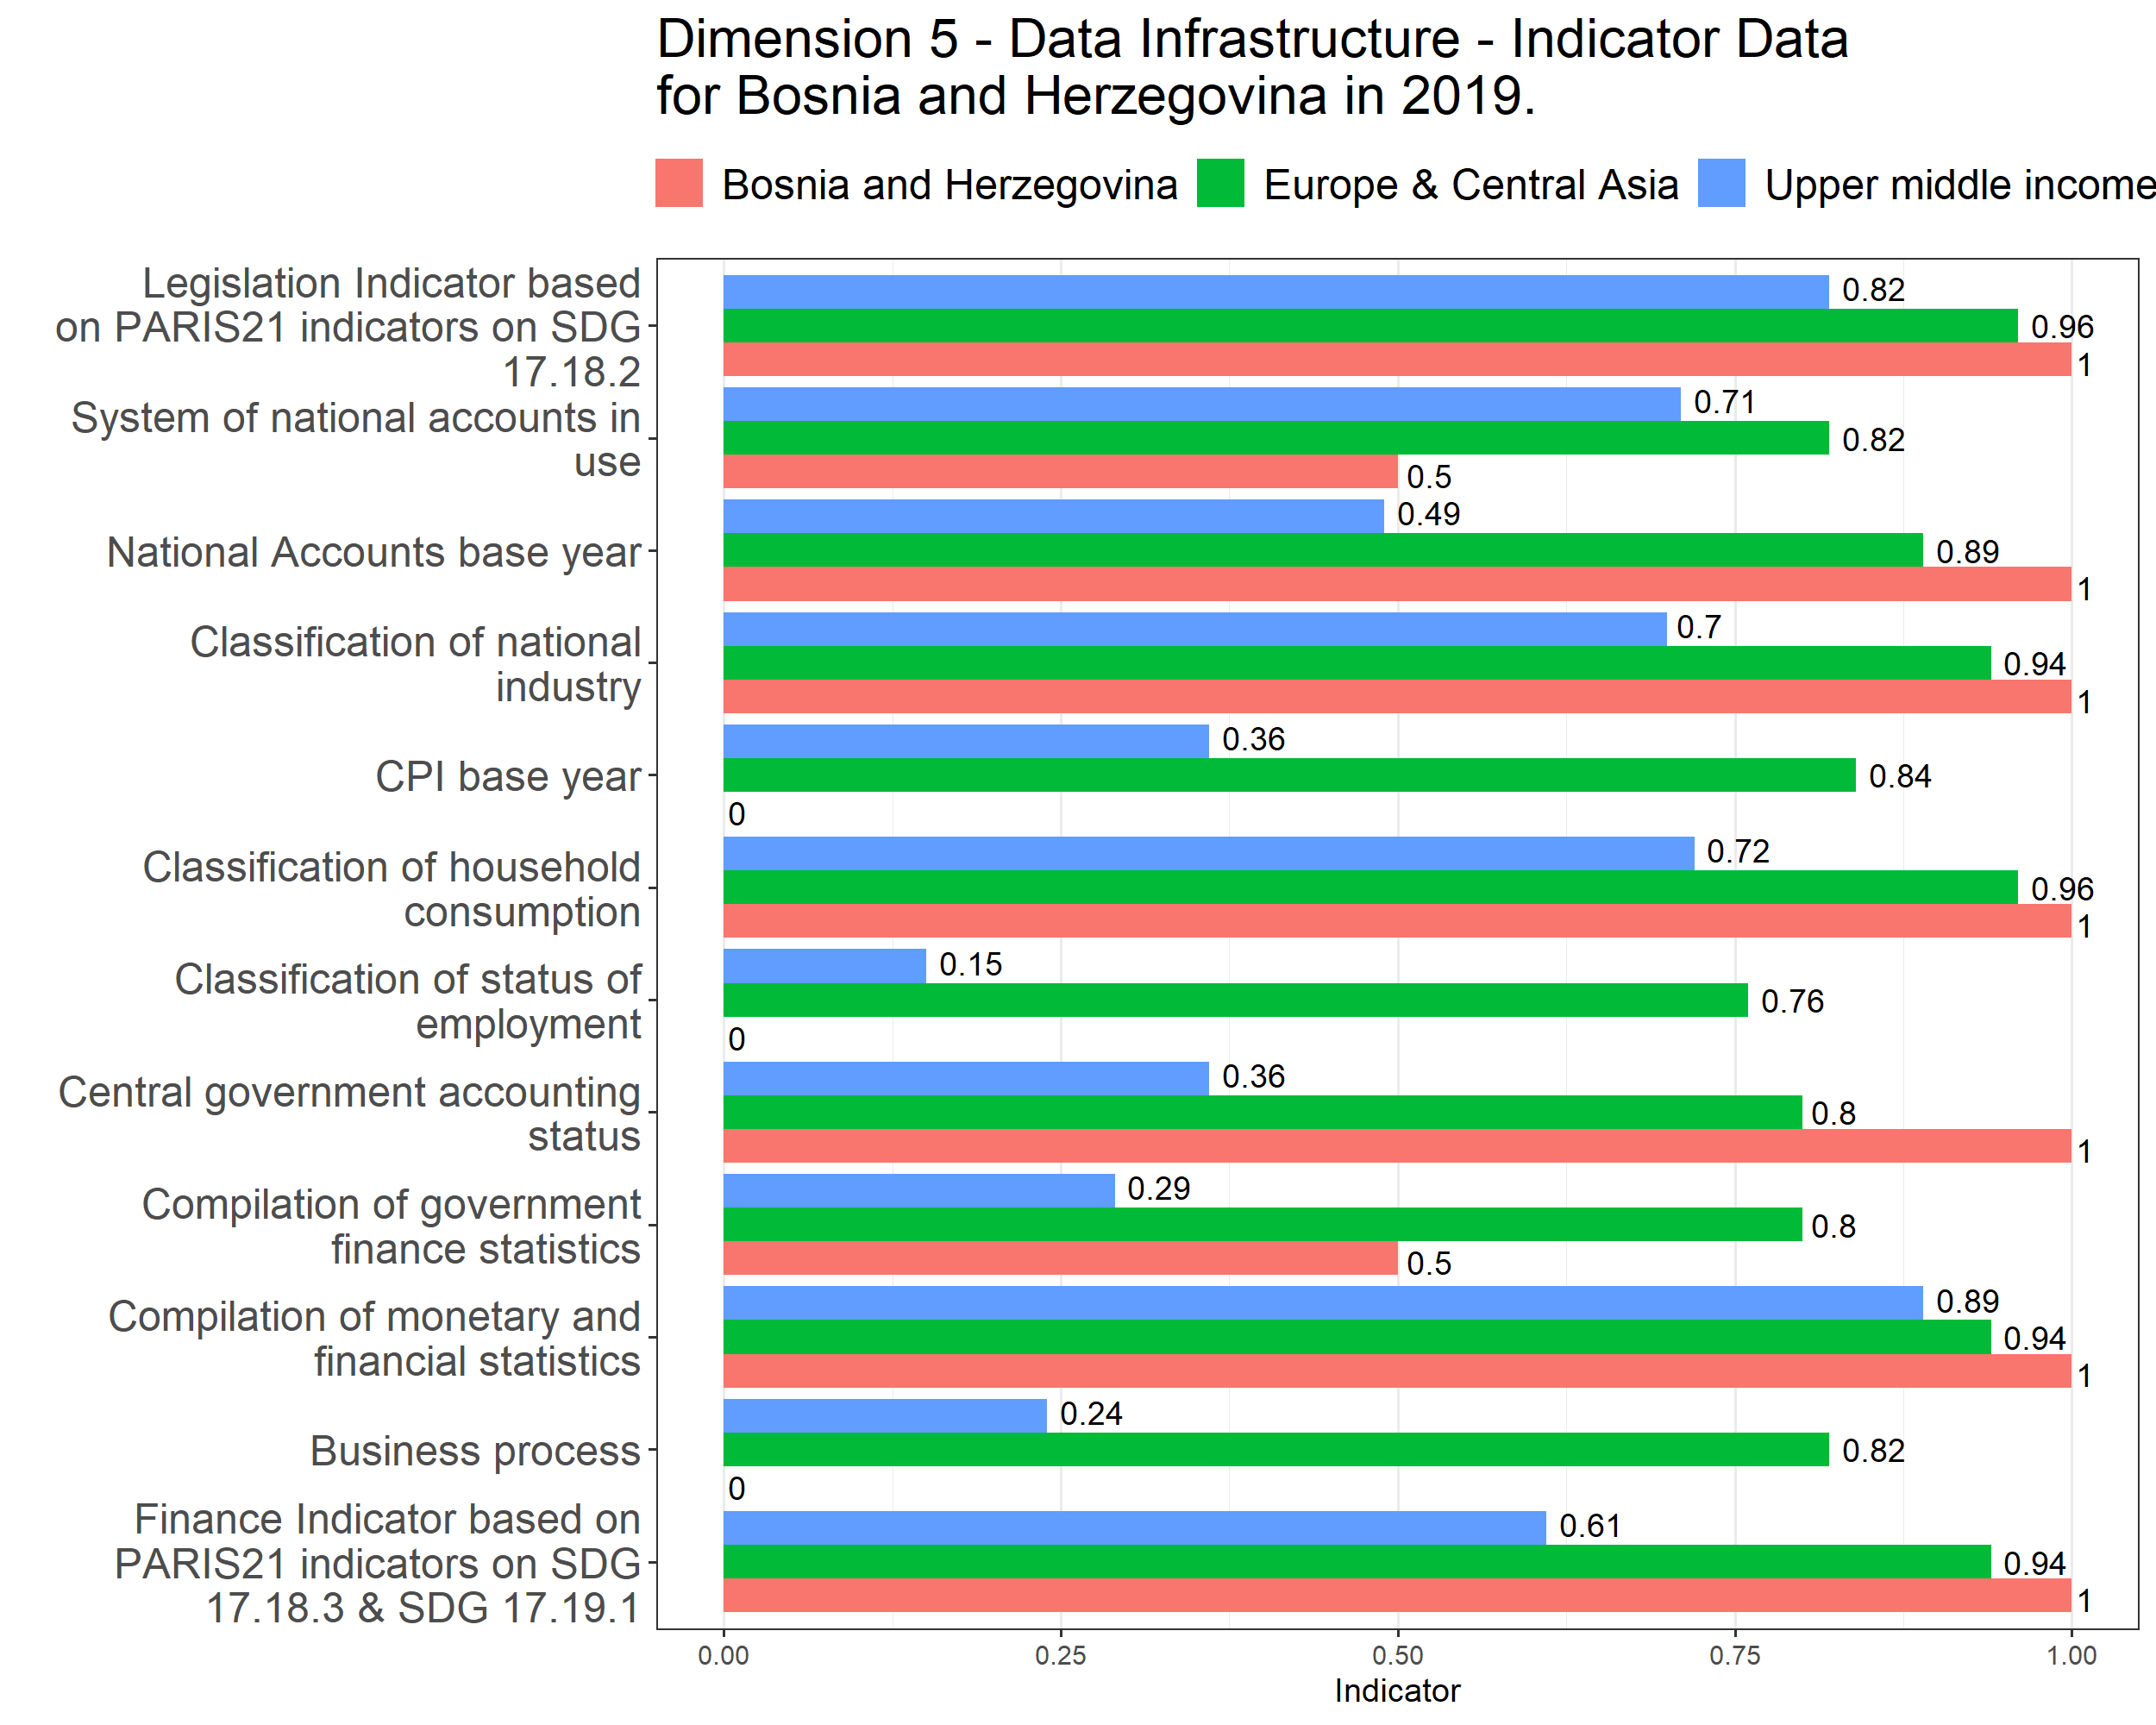 Dimension 5 - Data Infrastructure - Indicator Data
for Bosnia and Herzegovina in 2019.
Bosnia and Herzegovina Europe & Central Asia Upper middle income
Legislation Indicator based
on PARIS21 indicators on SDG
17.18.2
0.82
0.96
1
System of national accounts in
use
0.71
0.82
0.5
National Accounts base year
0.49
0.89
1
Classification of national
industry
0.7
0.94
1
CPI base year
0.36
0.84
0
Classification of household
consumption
0.72
0.96
1
Classification of status of
employment
0.15
0.76
0
Central government accounting
status
0.36
0.8
1
Compilation of government
finance statistics
0.29
0.8
0.5
Compilation of monetary and
financial statistics
0.89
0.94
1
Business process
0.24
0.82
0
Finance Indicator based on
PARIS21 indicators on SDG
17.18.3 & SDG 17.19.1
0.61
0.94
1
0.00 0.25 0.50 0.75 1.00
Indicator